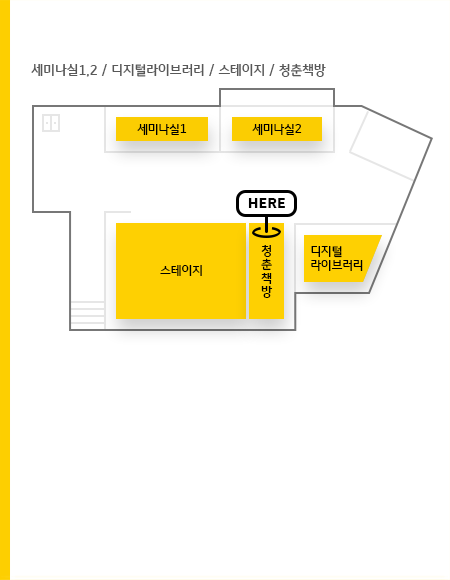 세미나실1,2 / 디지털라이브러리 / 스테이지 / 청춘책방
세미나실1
세미나실2
HERE
스테이지
청춘책방
디지털
라이브러리